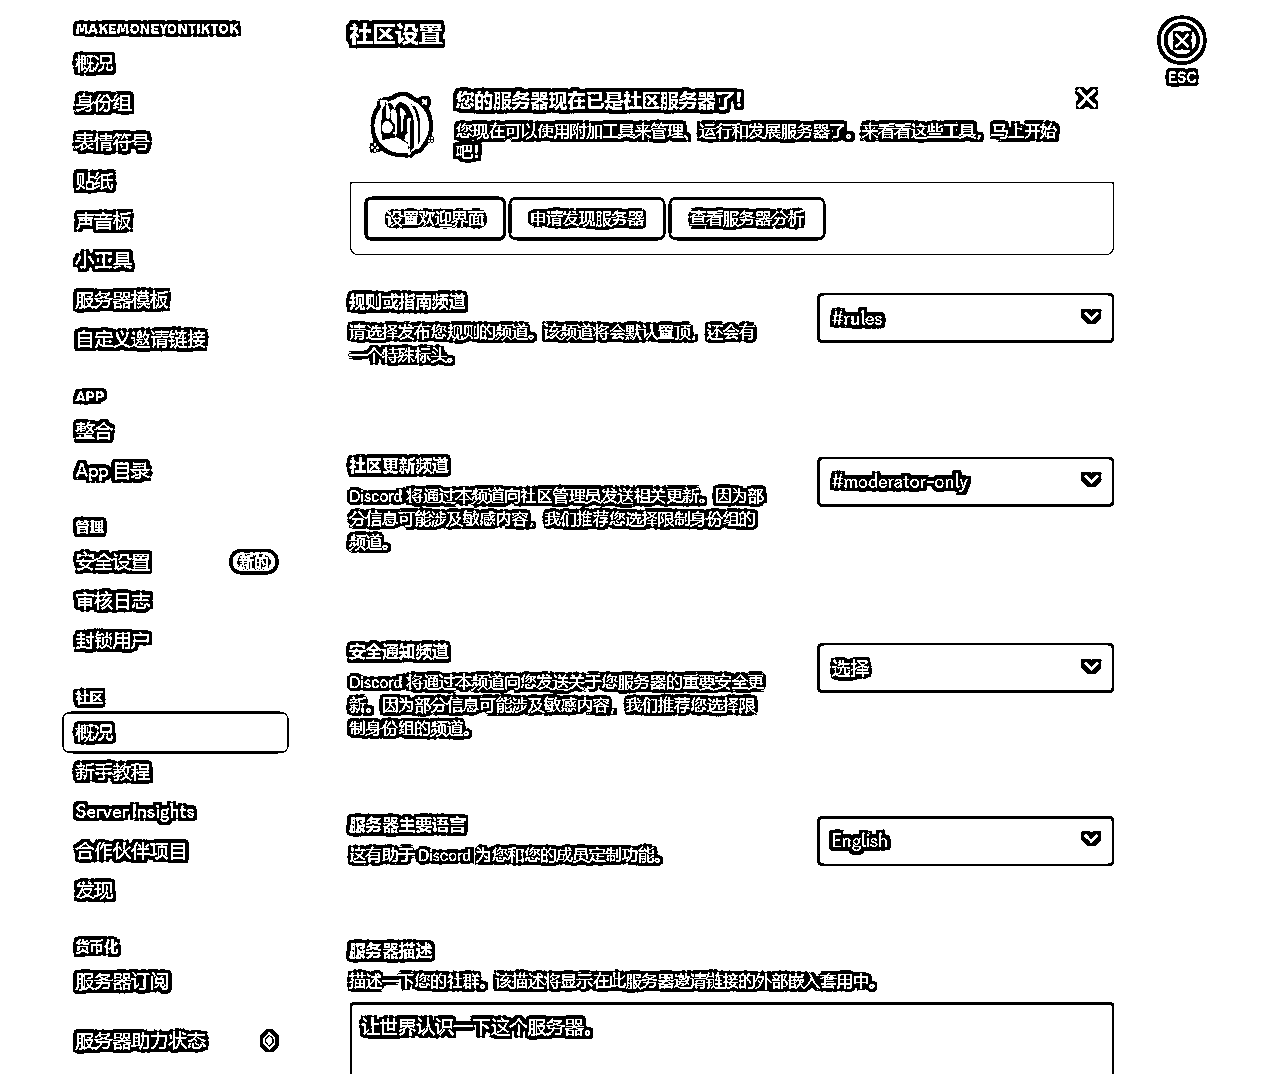 MAKEMONEYONTIKTOK
概况
身份组
表情符号
贴纸
声音板
小工具
服务器模板
自定义邀请链接
APP
整合
App 目录
管理
安全设置
新的
审核日志
封锁用户
社区
概况
新手教程
Server Insights
合作伙伴项目
发现
货币化
服务器订阅
服务器助力状态
社区设置
ESC
您的服务器现在已是社区服务器了!
您现在可以使用附加工具来管理、运行和发展服务器了。来看看这些工具，马上开始
吧!
设置欢迎界面
申请发现服务器
查看服务器分析
规则或指南频道
请选择发布您规则的频道。该频道将会默认置顶，还会有
一个特殊标头。
#rules
社区更新频道
Discord 将通过本频道向社区管理员发送相关更新。因为部
分信息可能涉及敏感内容，我们推荐您选择限制身份组的
频道。
#moderator-only
安全通知频道
Discord 将通过本频道向您发送关于您服务器的重要安全更
新。因为部分信息可能涉及敏感内容，我们推荐您选择限
制身份组的频道。
选择
服务器主要语言
这有助于 Discord 为您和您的成员定制功能。
English
服务器描述
描述一下您的社群。该描述将显示在此服务器邀请链接的外部嵌入套用中。
让世界认识一下这个服务器。